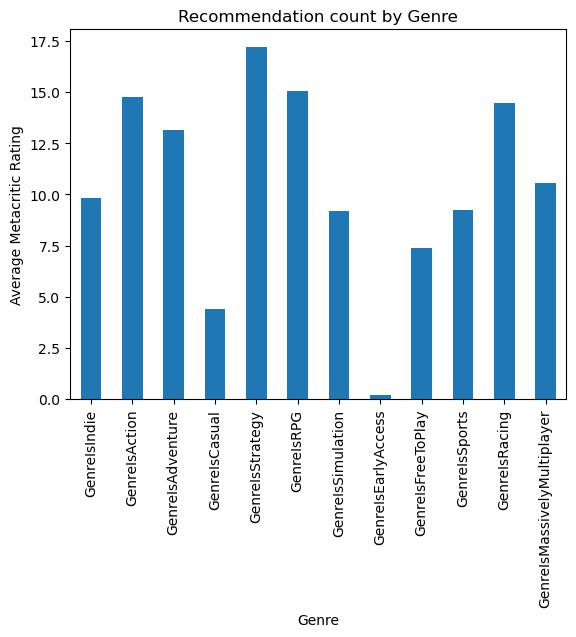 Recommendation count by Genre
Average Metacritic Rating
17.5
15.0
12.5
10.0
7.5
5.0
2.5
0.0
GenreIsIndie
GenreIsAction
GenreIsAdventure
GenreIsCasual
GenreIsStrategy
GenreIsRPG
GenreIsSimulation
GenreIsEarlyAccess
GenreIsFreeToPlay
GenreIsSports
GenreIsRacing
GenreIsMassivelyMultiplayer
Genre